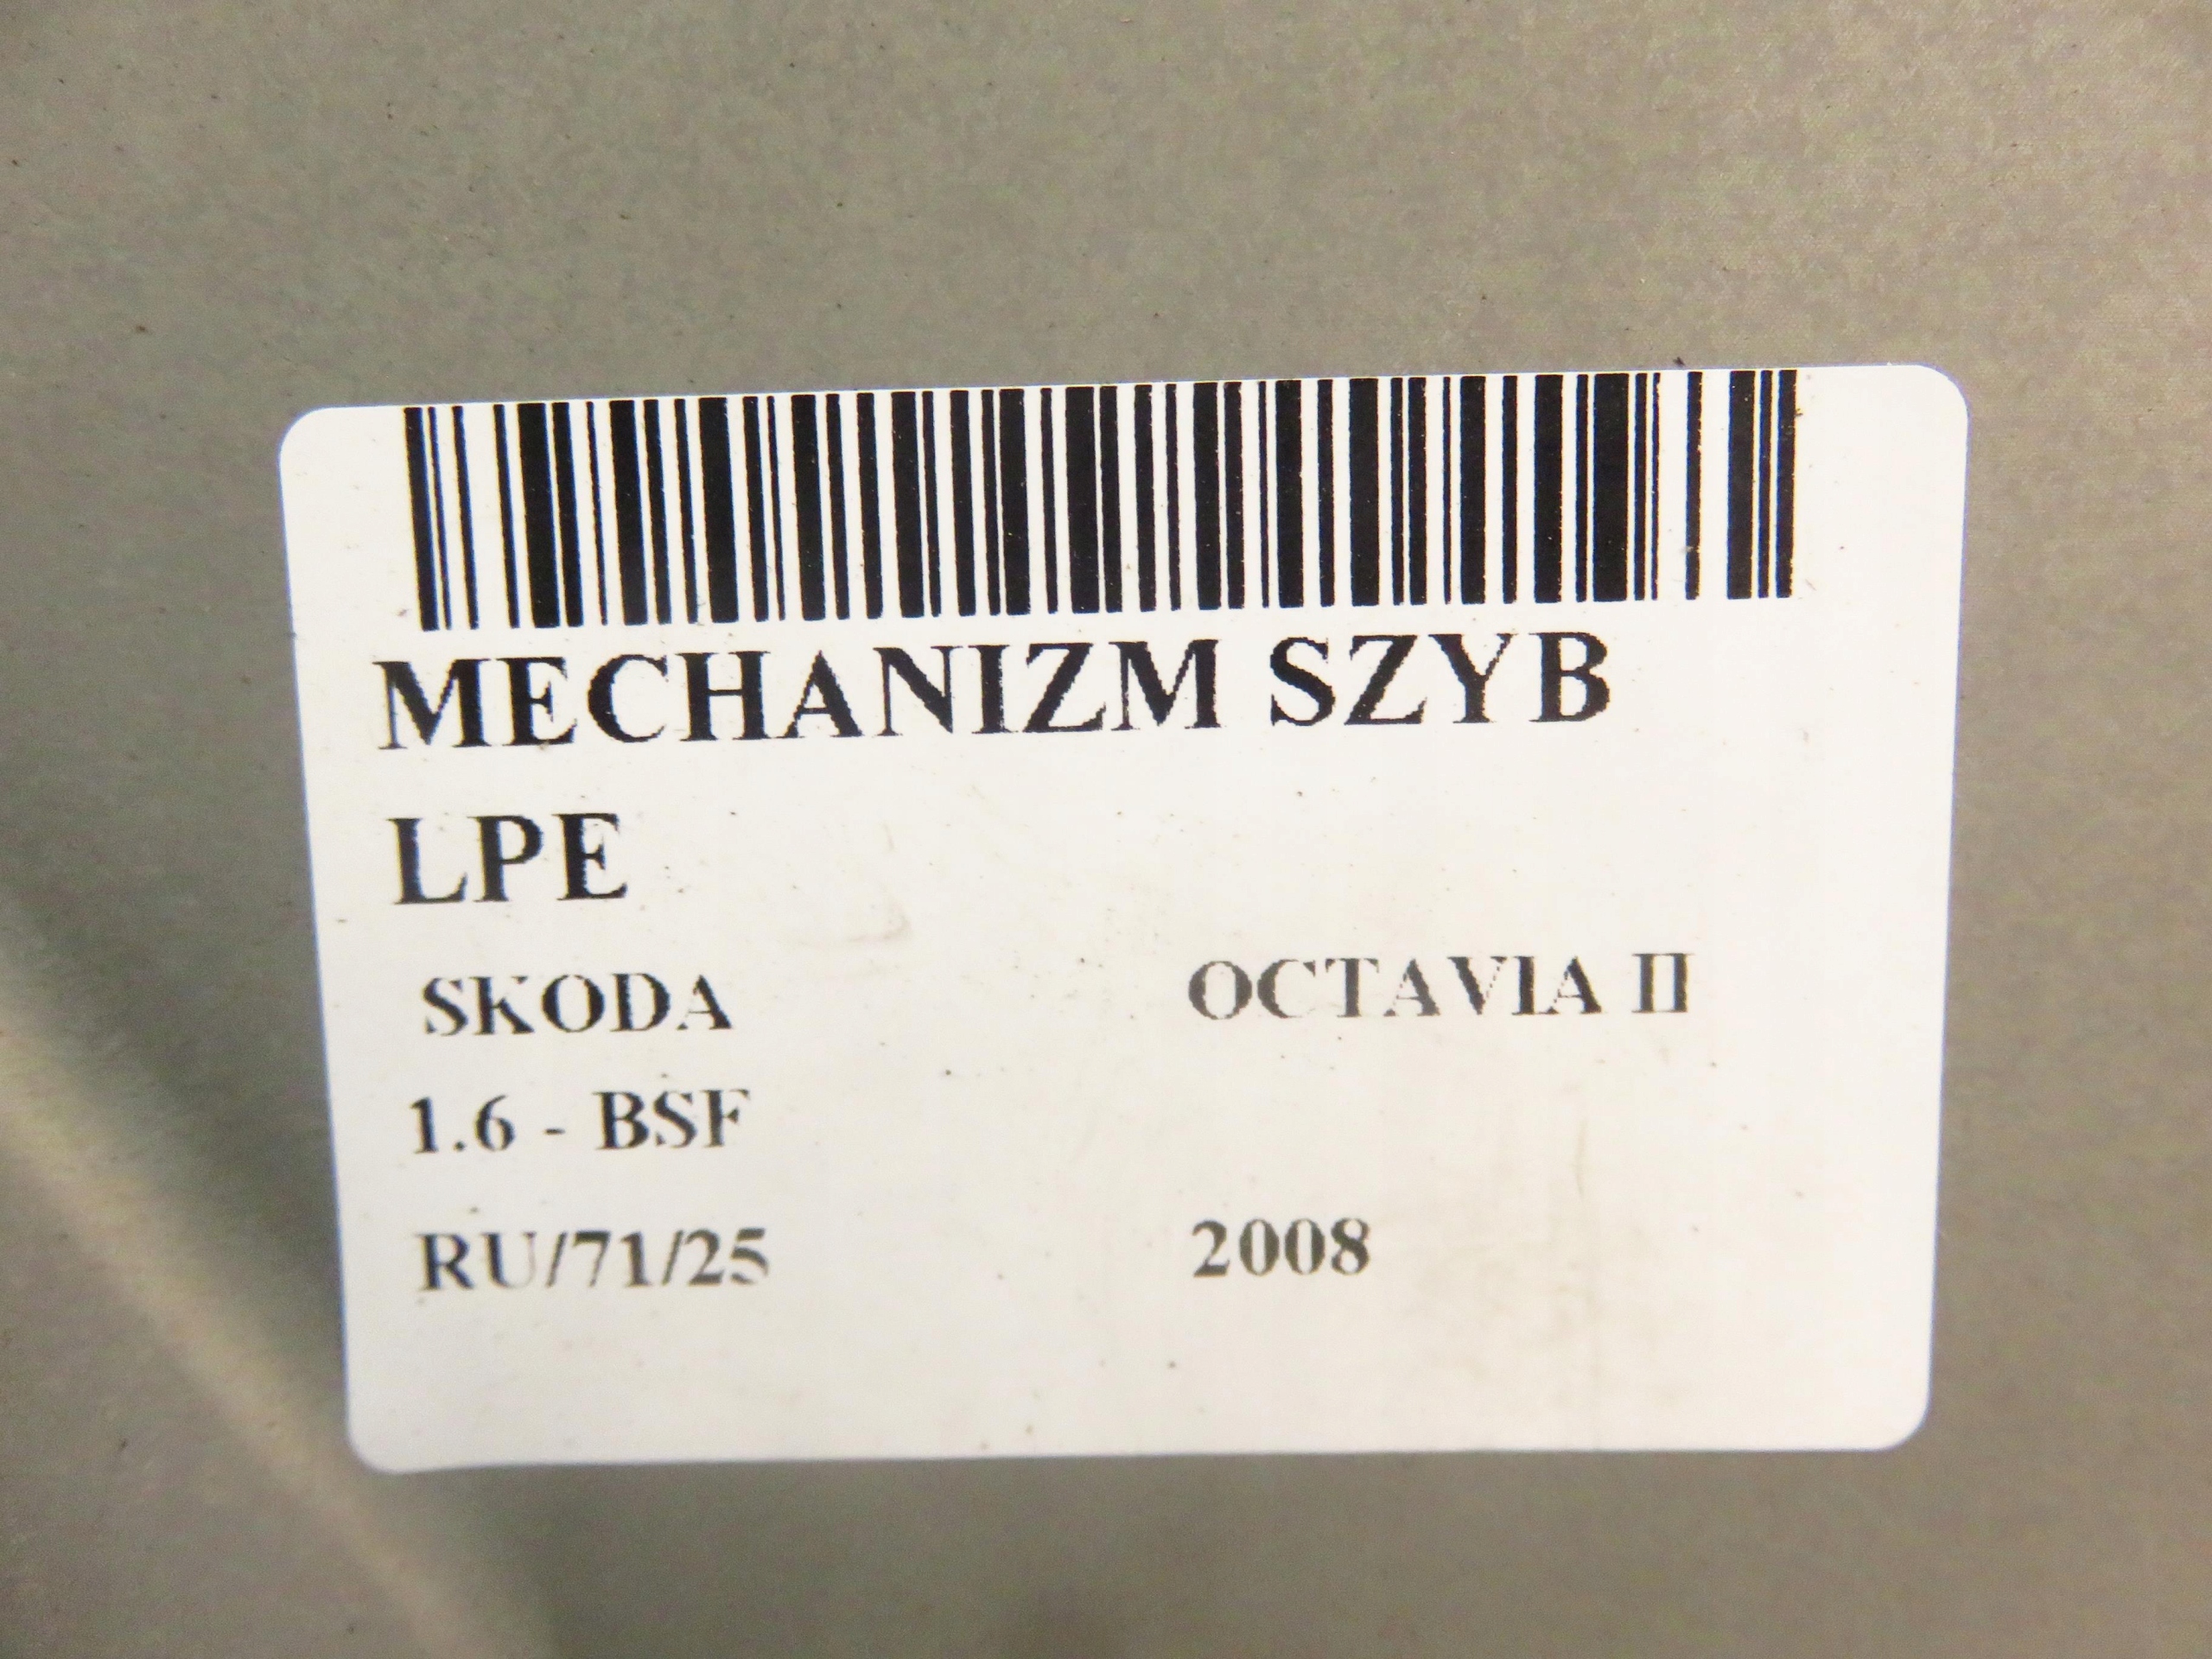 MECHANIZM SZYB
LPE
SKODA OCTAVIA II
1.6 - BSF
RU/71/25 2008